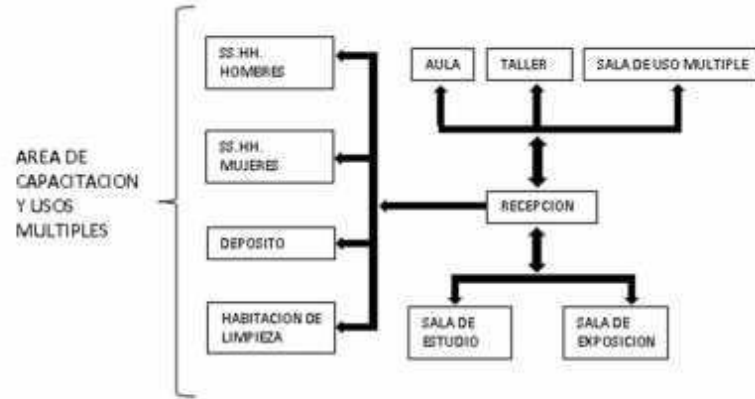 AREA DE
CAPACITACION
Y USOS
MULTIPLES
SS.HH.
HOMBRES
SS.HH.
MUJERES
DEPOSITO
HABITACION DE
LIMPIEZA
AULA
TALLER
SALA DE USO MULTIPLE
RECEPCION
SALA DE
ESTUDIO
SALA DE
EXPOSICION